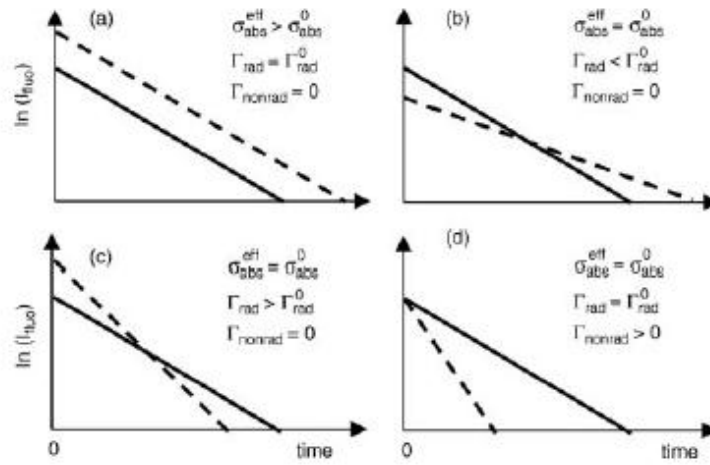 (a)
σ_abs^eff > σ_abs^0
Γ_rad = Γ_rad^0
Γ_nonrad = 0
ln (I_fluo)
(b)
σ_abs^eff = σ_abs^0
Γ_rad < Γ_rad^0
Γ_nonrad = 0
(c)
σ_abs^eff = σ_abs^0
Γ_rad > Γ_rad^0
Γ_nonrad = 0
ln (I_fluo)
0
time
(d)
σ_abs^eff = σ_abs^0
Γ_rad = Γ_rad^0
Γ_nonrad > 0
0
time